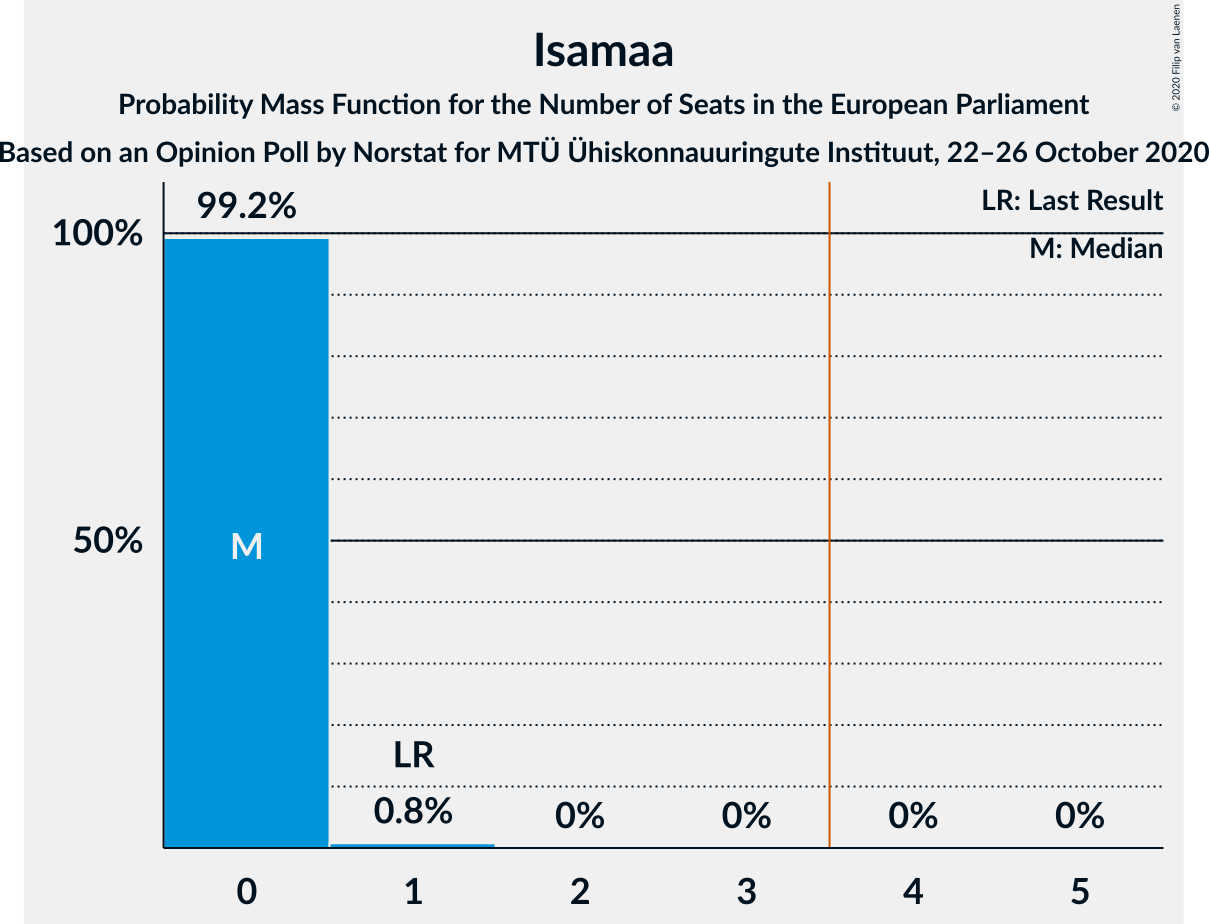 Isamaa
Probability Mass Function for the Number of Seats in the European Parliament
Based on an Opinion Poll by Norstat for MTÜ Ühiskonnauuringute Instituut, 22–26 October 2020
© 2020 Filip van Laenen
LR: Last Result
M: Median
99.2%
100%
50%
M
LR
0.8%
0%
0%
0%
0%
0 1 2 3 4 5